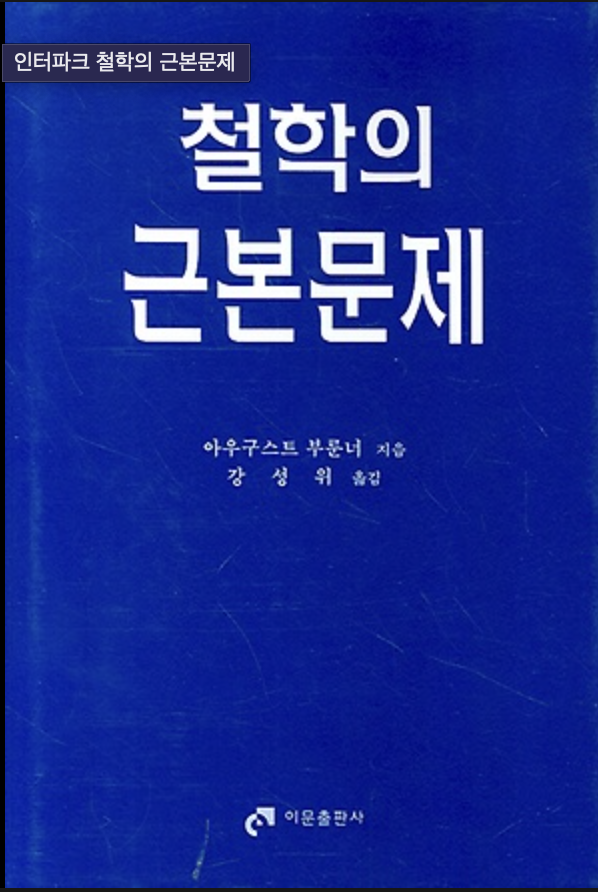 인터파크 철학의 근본문제
철학의
근본문제
아우구스트 부룬너 지음
강 성 위 옮김
이문출판사